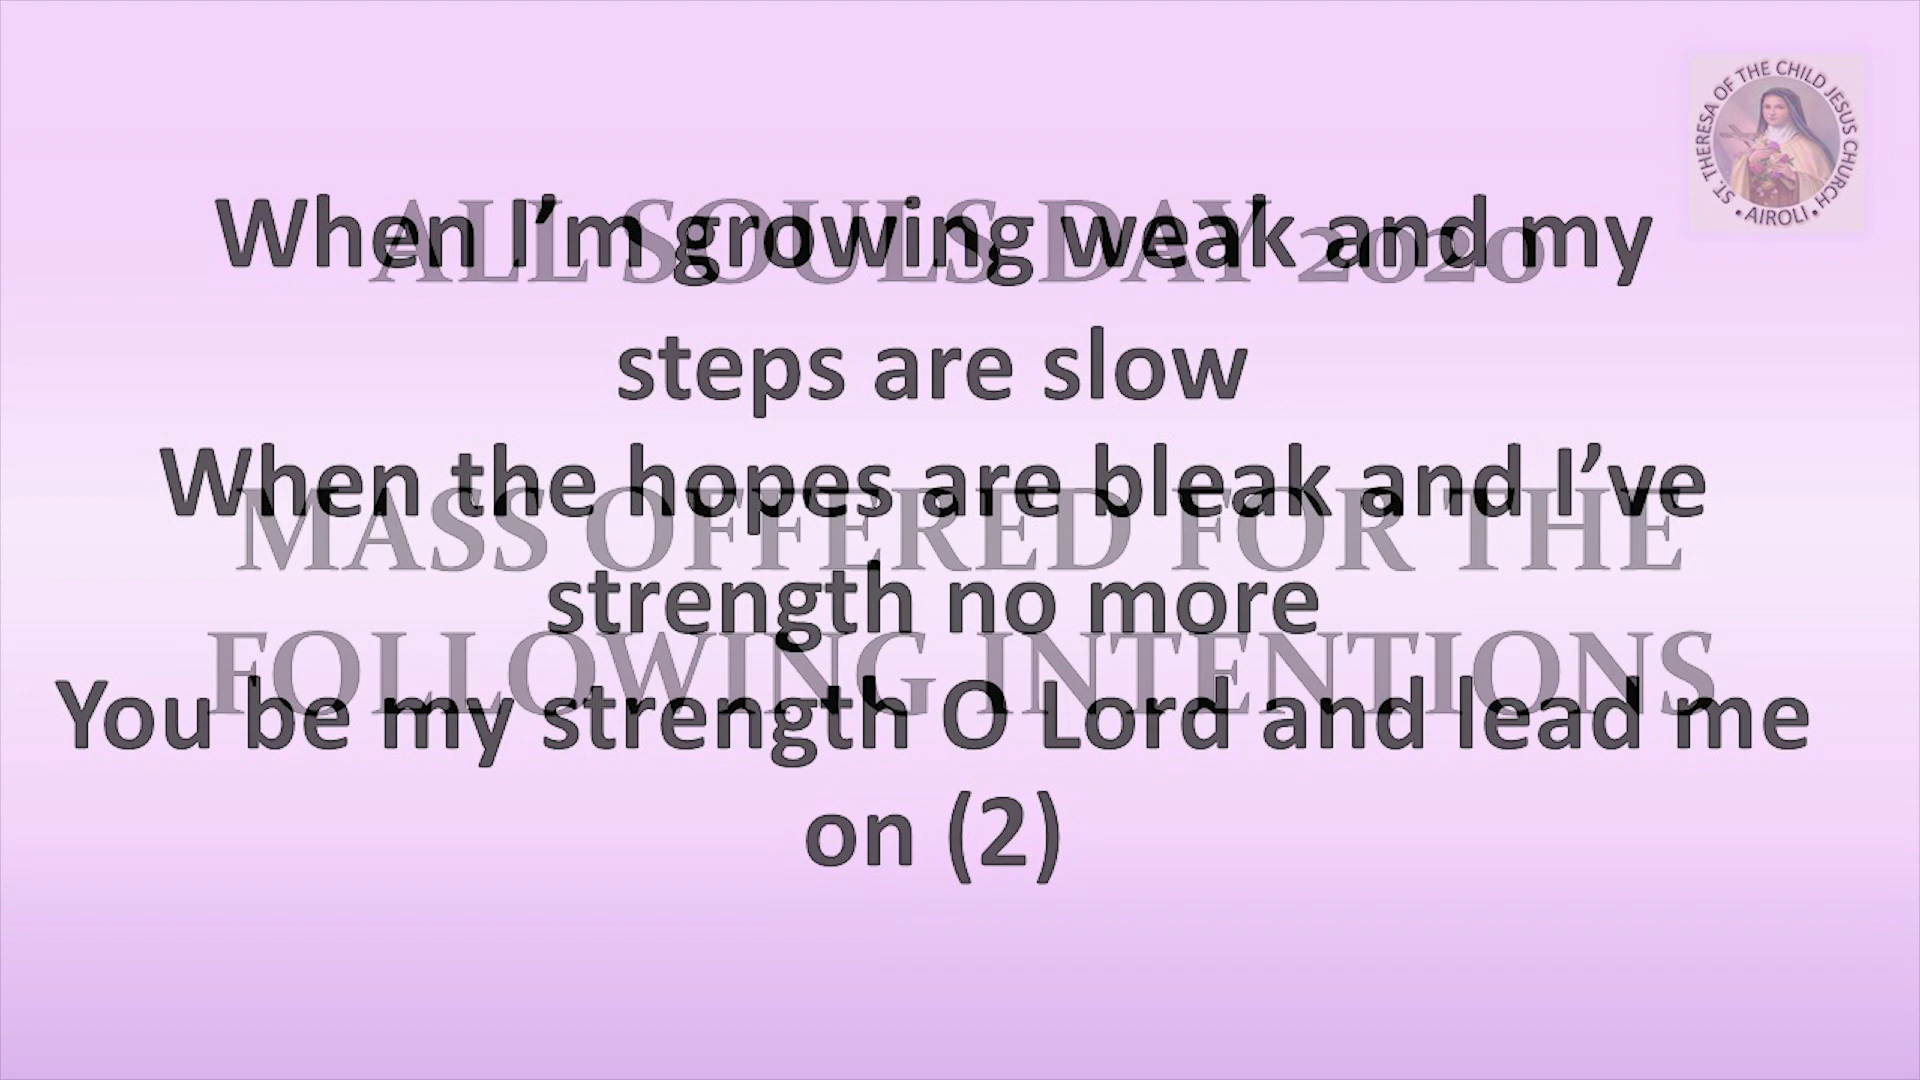 ST. THERESA OF THE CHILD JESUS CHURCH
• AIROLI •
When I’m growing weak and my
steps are slow
When the hopes are bleak and I’ve
strength no more
You be my strength O Lord and lead me
on (2)
ALL SOULS DAY 2020
MASS OFFERED FOR THE
FOLLOWING INTENTIONS